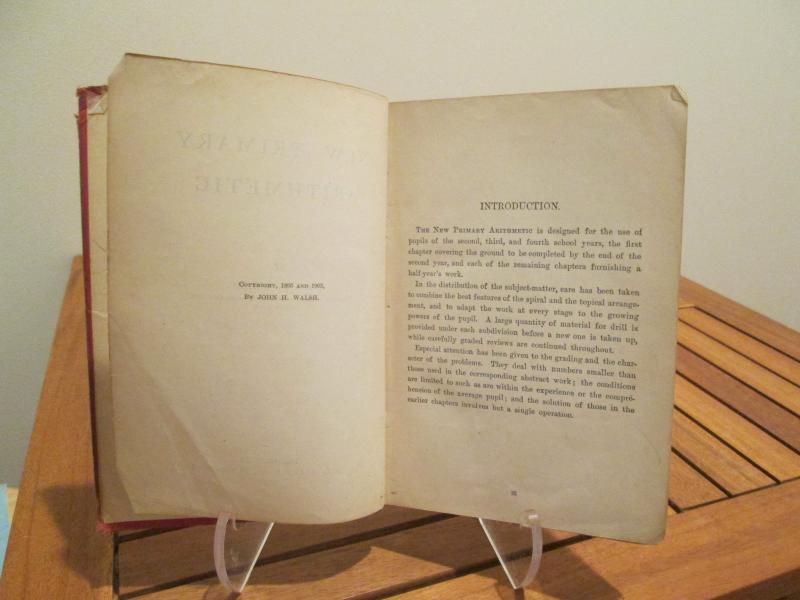 NEW PRIMARY
ARITHMETIC
COPYRIGHT, 1895 AND 1903,
BY JOHN H. WALSH.
INTRODUCTION.
THE NEW PRIMARY ARITHMETIC is designed for the use of
pupils of the second, third, and fourth school years, the first
chapter covering the ground to be completed by the end of the
second year, and each of the remaining chapters furnishing a
half-year's work.
In the distribution of the subject-matter, care has been taken
to combine the best features of the spiral and the topical arrange-
ment, and to adapt the work at every stage to the growing
powers of the pupil. A large quantity of material for drill is
provided under each subdivision before a new one is taken up,
while carefully graded reviews are continued throughout.
Especial attention has been given to the grading and the char-
acter of the problems. They deal with numbers smaller than
those used in the corresponding abstract work; the conditions
are limited to such as are within the experience or the compre-
hension of the average pupil; and the solution of those in the
earlier chapters involves but a single operation.